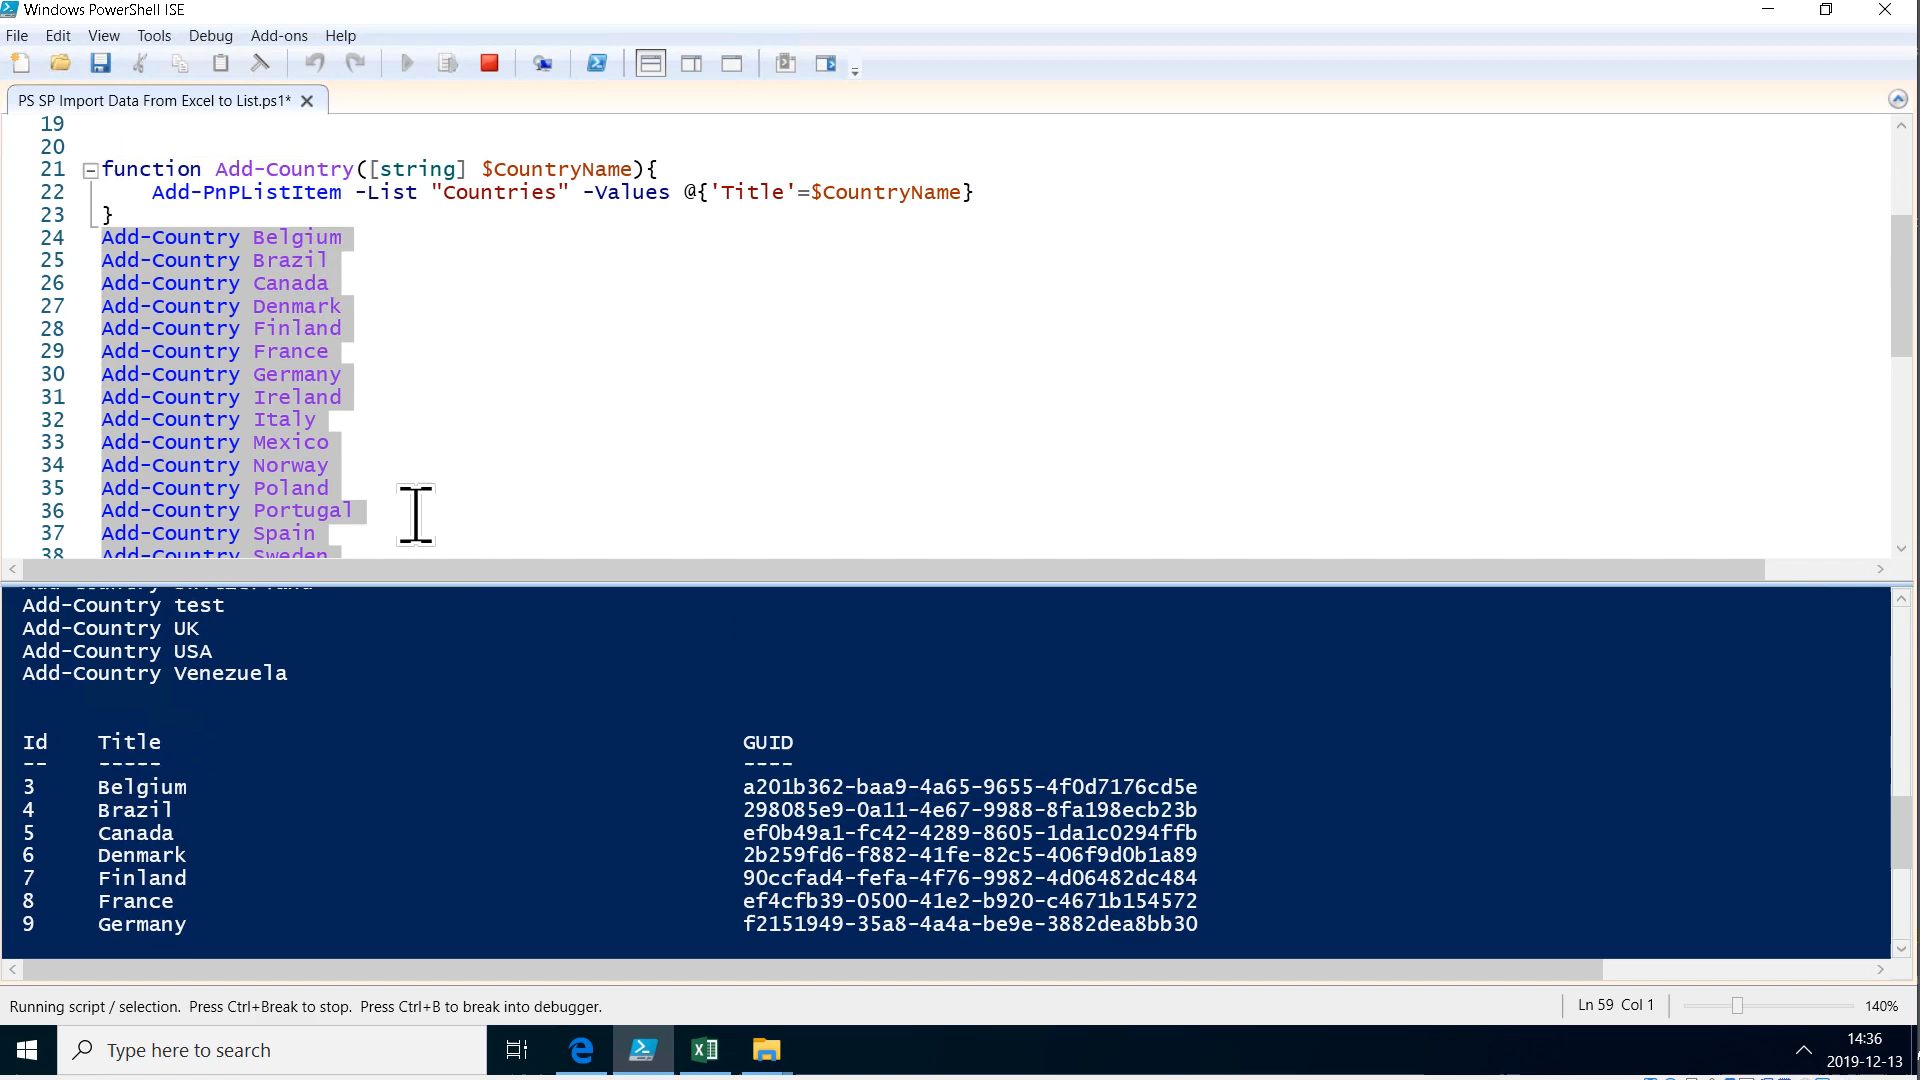 Windows PowerShell ISE
File Edit View Tools Debug Add-ons Help
PS SP Import Data From Excel to List.ps1*
19
20
21 function Add-Country([string] $CountryName){
22 Add-PnPListItem -List "Countries" -Values @{'Title'=$CountryName}
23 }
24 Add-Country Belgium
25 Add-Country Brazil
26 Add-Country Canada
27 Add-Country Denmark
28 Add-Country Finland
29 Add-Country France
30 Add-Country Germany
31 Add-Country Ireland
32 Add-Country Italy
33 Add-Country Mexico
34 Add-Country Norway
35 Add-Country Poland
36 Add-Country Portugal
37 Add-Country Spain
38 Add-Country Sweden
Add-Country test
Add-Country UK
Add-Country USA
Add-Country Venezuela
Id Title GUID
-- ----- ----
3 Belgium a201b362-baa9-4a65-9655-4f0d7176cd5e
4 Brazil 298085e9-0a11-4e67-9988-8fa198ecb23b
5 Canada ef0b49a1-fc42-4289-8605-1da1c0294ffb
6 Denmark 2b259fd6-f882-41fe-82c5-406f9d0b1a89
7 Finland 90ccfad4-fefa-4f76-9982-4d06482dc484
8 France ef4cfb39-0500-41e2-b920-c4671b154572
9 Germany f2151949-35a8-4a4a-be9e-3882dea8bb30
Running script / selection. Press Ctrl+Break to stop. Press Ctrl+B to break into debugger.
Ln 59 Col 1
140%
Type here to search
14:36
2019-12-13